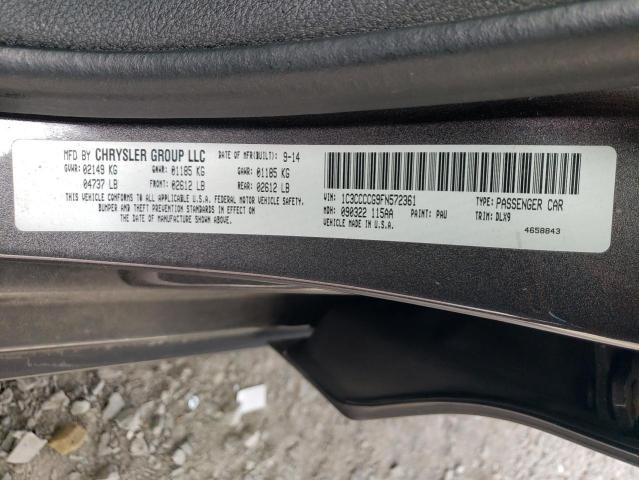 MFD BY CHRYSLER GROUP LLC DATE OF MFR(BUILT): 9-14
GVWR: 02149 KG GAWR: 01185 KG GAWR: 01185 KG
04737 LB FRONT: 02612 LB REAR: 02612 LB
THIS VEHICLE CONFORMS TO ALL APPLICABLE U.S.A. FEDERAL MOTOR VEHICLE SAFETY,
BUMPER AND THEFT PREVENTION STANDARDS IN EFFECT ON
THE DATE OF MANUFACTURE SHOWN ABOVE.
VIN: 1C3CCCCG9FN572361 TYPE: PASSENGER CAR
MDH: 090322 115AA PAINT: PAU TRIM: DLX9
VEHICLE MADE IN U.S.A.
4658843